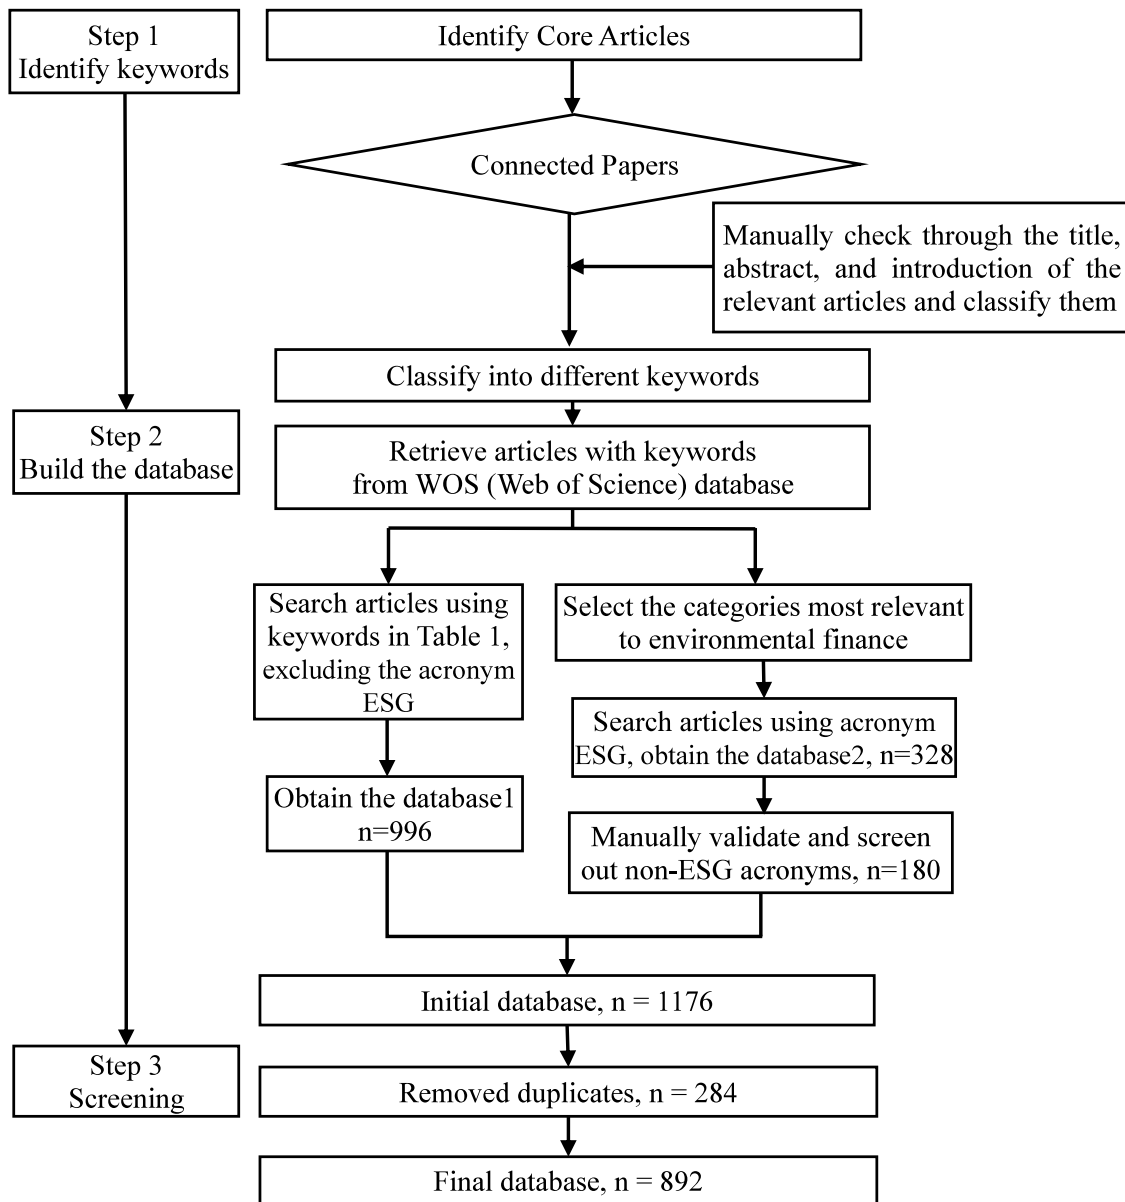 Step 1
Identify keywords
Identify Core Articles
Connected Papers
Manually check through the title,
abstract, and introduction of the
relevant articles and classify them
Classify into different keywords
Step 2
Build the database
Retrieve articles with keywords
from WOS (Web of Science) database
Search articles using
keywords in Table 1,
excluding the acronym
ESG
Select the categories most relevant
to environmental finance
Search articles using acronym
ESG, obtain the database2, n=328
Obtain the database1
n=996
Manually validate and screen
out non-ESG acronyms, n=180
Initial database, n = 1176
Step 3
Screening
Removed duplicates, n = 284
Final database, n = 892